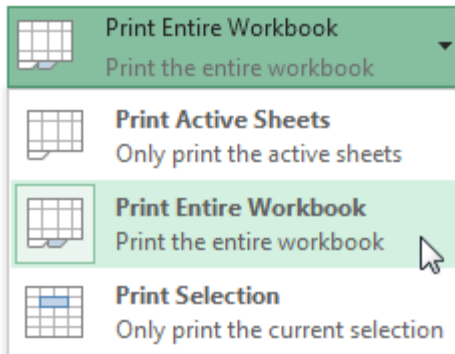 Print Entire Workbook
Print the entire workbook
Print Active Sheets
Only print the active sheets
Print Entire Workbook
Print the entire workbook
Print Selection
Only print the current selection